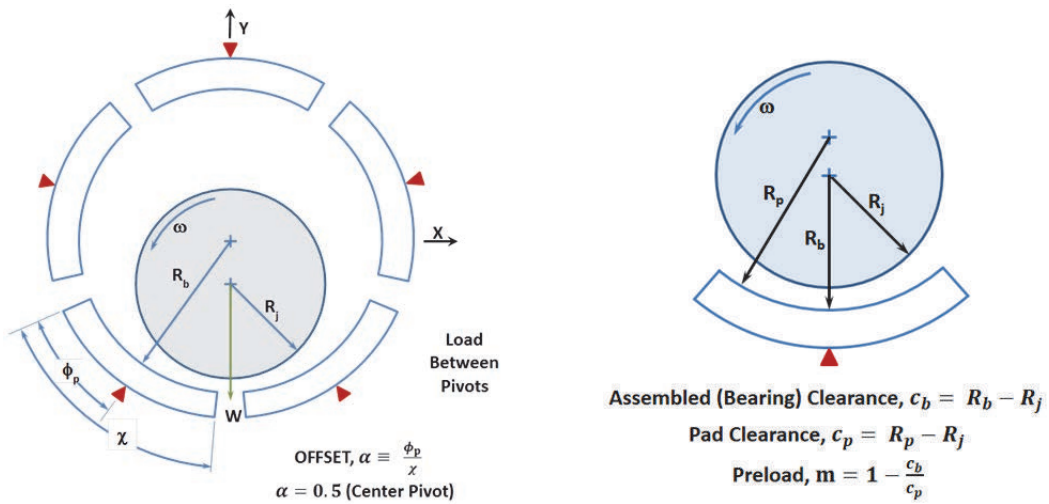 Y
X
ω
R_b
R_j
W
ϕ_p
χ
Load
Between
Pivots
OFFSET, α ≡ ϕ_p/χ
α = 0.5 (Center Pivot)
ω
R_p
R_b
R_j
Assembled (Bearing) Clearance, c_b = R_b − R_j
Pad Clearance, c_p = R_p − R_j
Preload, m = 1 − c_b/c_p